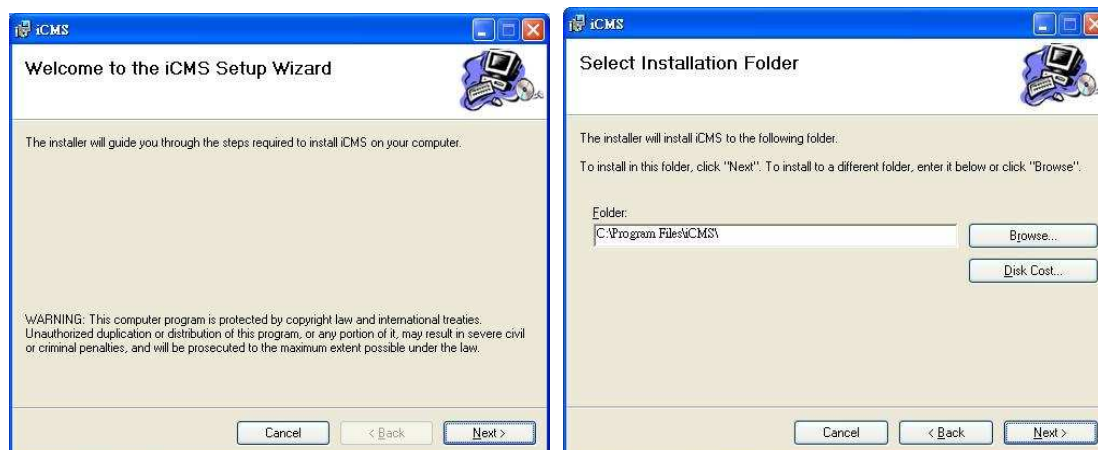 iCMS
Welcome to the iCMS Setup Wizard
The installer will guide you through the steps required to install iCMS on your computer.
WARNING: This computer program is protected by copyright law and international treaties.
Unauthorized duplication or distribution of this program, or any portion of it, may result in severe civil
or criminal penalties, and will be prosecuted to the maximum extent possible under the law.
Cancel
< Back
Next >
iCMS
Select Installation Folder
The installer will install iCMS to the following folder.
To install in this folder, click "Next". To install to a different folder, enter it below or click "Browse".
Folder:
C:\Program Files\iCMS\
Browse...
Disk Cost...
Cancel
< Back
Next >